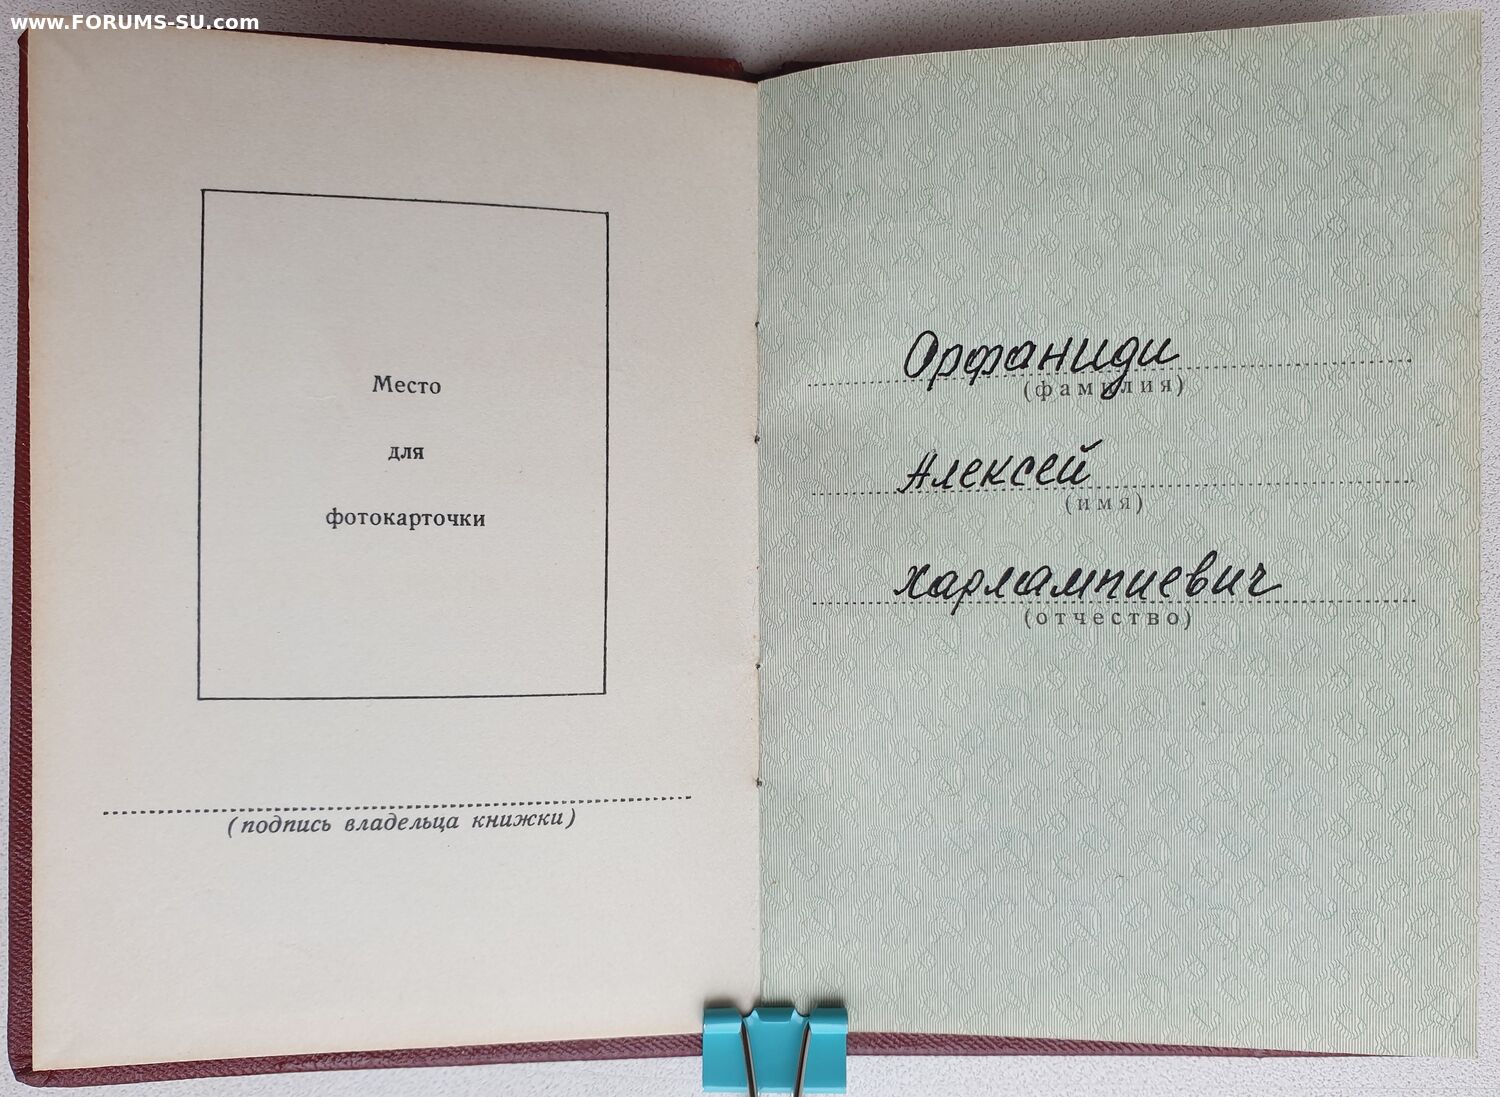 www.FORUMS-SU.com
Место
для
фотокарточки
(подпись владельца книжки)
Орфаниди
(фамилия)
Алексей
(имя)
Харлампиевич
(отчество)